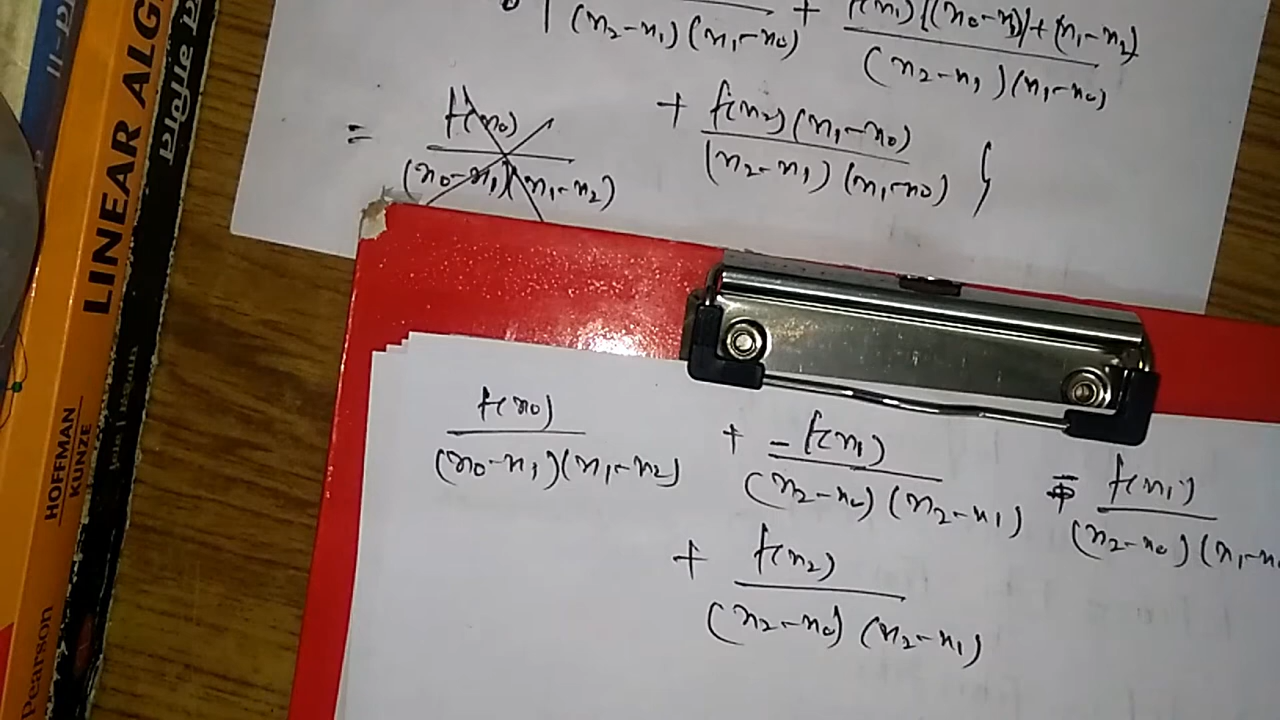 (x₂-x₁)(x₁-x₀) + f(x₁)[(x₀-x₁)+(x₁-x₂)
(x₂-x₁)(x₁-x₀)
= f(x₀) + f(x₂)(x₁-x₀)
(x₀-x₁)(x₁-x₂) (x₂-x₁)(x₁-x₀) }
f(x₀) + -f(x₁) - f(x₁)
(x₀-x₁)(x₁-x₂) (x₂-x₀)(x₂-x₁) (x₂-x₀)(x₁-x
+ f(x₂)
(x₂-x₀)(x₂-x₁)
LINEAR ALG
HOFFMAN
KUNZE
Pearson